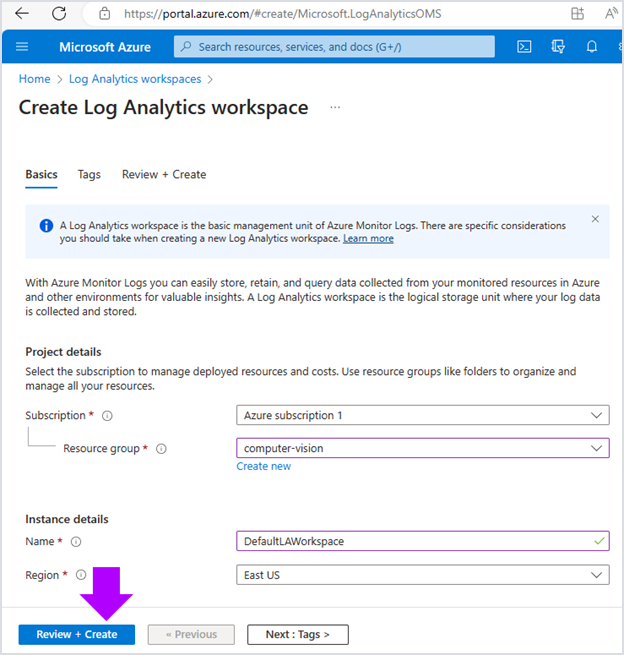 https://portal.azure.com/#create/Microsoft.LogAnalyticsOMS
Microsoft Azure
Search resources, services, and docs (G+/)
Home > Log Analytics workspaces >
Create Log Analytics workspace ...
Basics Tags Review + Create
A Log Analytics workspace is the basic management unit of Azure Monitor Logs. There are specific considerations
you should take when creating a new Log Analytics workspace. Learn more
With Azure Monitor Logs you can easily store, retain, and query data collected from your monitored resources in Azure
and other environments for valuable insights. A Log Analytics workspace is the logical storage unit where your log data
is collected and stored.
Project details
Select the subscription to manage deployed resources and costs. Use resource groups like folders to organize and
manage all your resources.
Subscription * Azure subscription 1
Resource group * computer-vision
Create new
Instance details
Name * DefaultLAWorkspace
Region * East US
Review + Create « Previous Next : Tags >